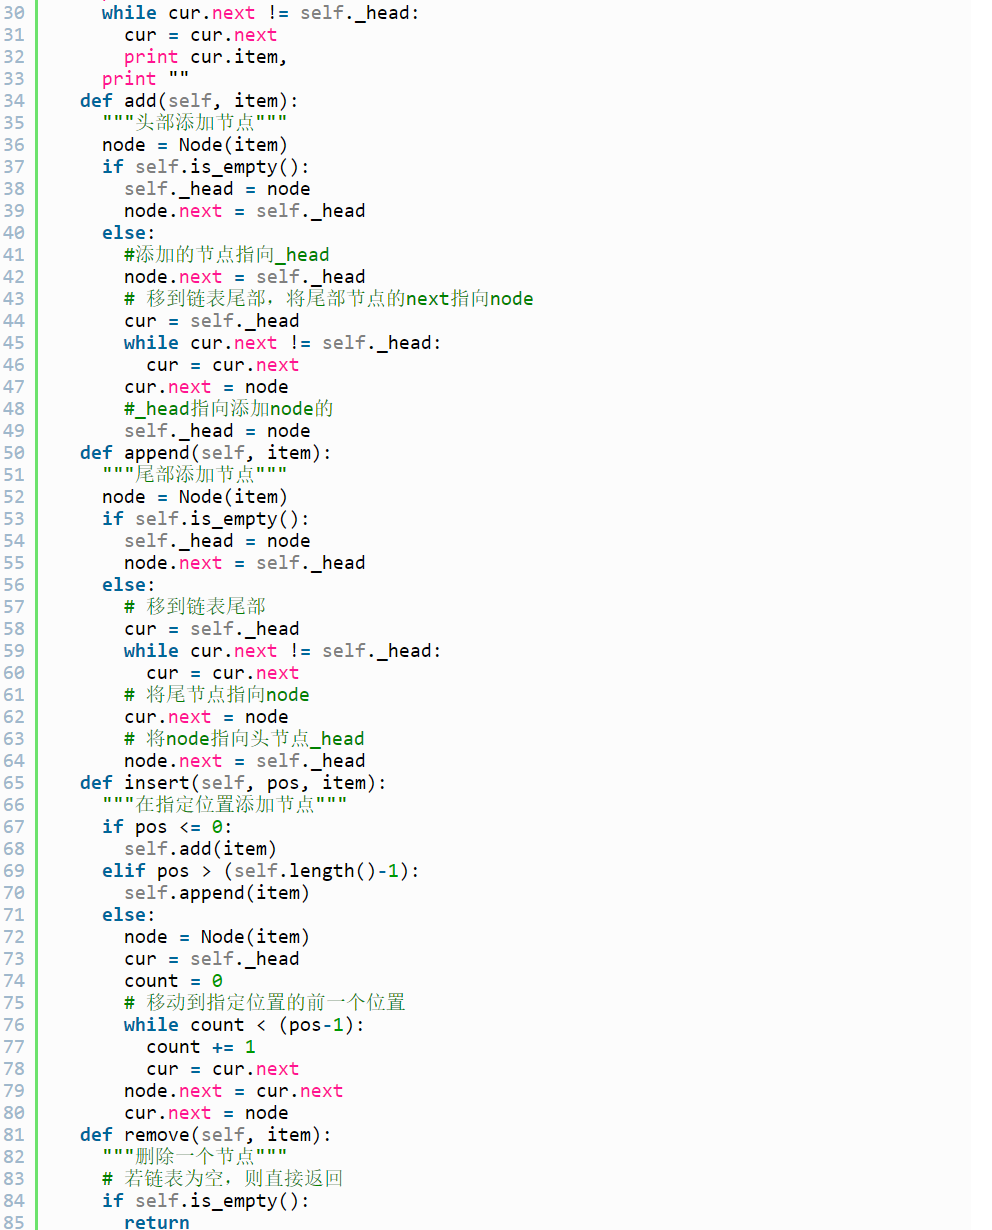 30 while cur.next != self._head:
31 cur = cur.next
32 print cur.item,
33 print ""
34 def add(self, item):
35 """头部添加节点"""
36 node = Node(item)
37 if self.is_empty():
38 self._head = node
39 node.next = self._head
40 else:
41 #添加的节点指向_head
42 node.next = self._head
43 # 移到链表尾部，将尾部节点的next指向node
44 cur = self._head
45 while cur.next != self._head:
46 cur = cur.next
47 cur.next = node
48 #_head指向添加node的
49 self._head = node
50 def append(self, item):
51 """尾部添加节点"""
52 node = Node(item)
53 if self.is_empty():
54 self._head = node
55 node.next = self._head
56 else:
57 # 移到链表尾部
58 cur = self._head
59 while cur.next != self._head:
60 cur = cur.next
61 # 将尾节点指向node
62 cur.next = node
63 # 将node指向头节点_head
64 node.next = self._head
65 def insert(self, pos, item):
66 """在指定位置添加节点"""
67 if pos <= 0:
68 self.add(item)
69 elif pos > (self.length()-1):
70 self.append(item)
71 else:
72 node = Node(item)
73 cur = self._head
74 count = 0
75 # 移动到指定位置的前一个位置
76 while count < (pos-1):
77 count += 1
78 cur = cur.next
79 node.next = cur.next
80 cur.next = node
81 def remove(self, item):
82 """删除一个节点"""
83 # 若链表为空，则直接返回
84 if self.is_empty():
85 return